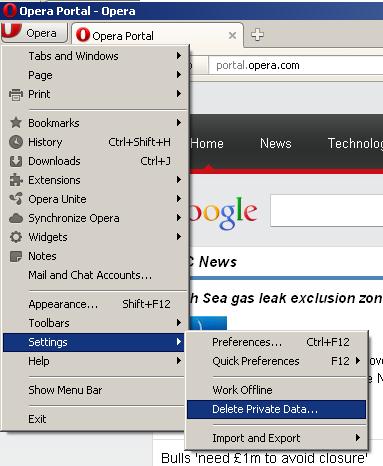 Opera Portal - Opera
Opera
Opera Portal
portal.opera.com
Tabs and Windows
Page
Print
Bookmarks
History Ctrl+Shift+H
Downloads Ctrl+J
Extensions
Opera Unite
Synchronize Opera
Widgets
Notes
Mail and Chat Accounts...
Appearance... Shift+F12
Toolbars
Settings
Help
Show Menu Bar
Exit
Preferences... Ctrl+F12
Quick Preferences F12
Work Offline
Delete Private Data...
Import and Export
Home News Technolog
oogle
C News
h Sea gas leak exclusion zon
ove
e N
Bulls 'need £1m to avoid closure'